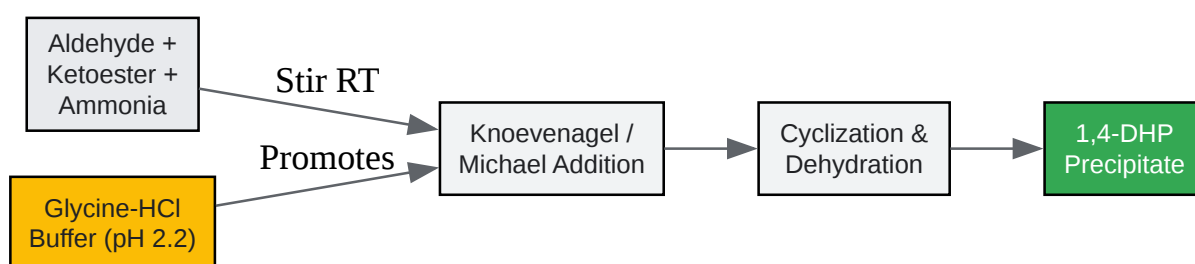 Aldehyde +
Ketoester +
Ammonia
Stir RT
Promotes
Glycine-HCl
Buffer (pH 2.2)
Knoevenagel /
Michael Addition
Cyclization &
Dehydration
1,4-DHP
Precipitate